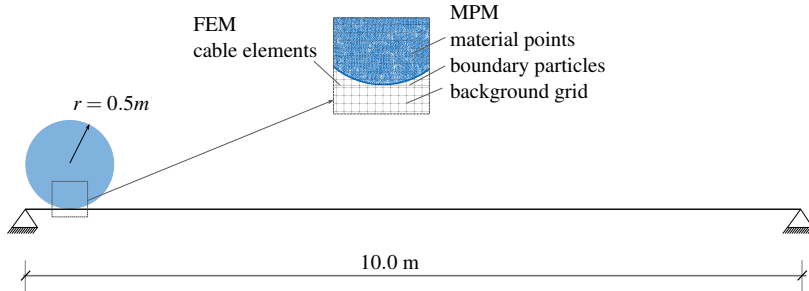 FEM
cable elements
MPM
material points
boundary particles
background grid
r = 0.5m
10.0 m